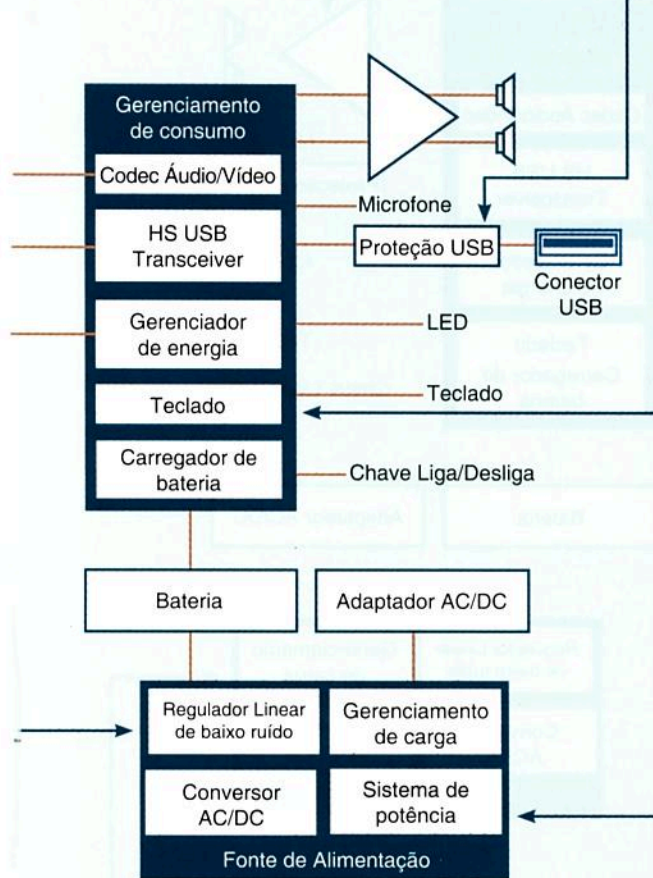 Gerenciamento
de consumo
Codec Áudio/Vídeo
Microfone
HS USB
Transceiver
Proteção USB
Conector
USB
Gerenciador
de energia
LED
Teclado
Teclado
Carregador de
bateria
Chave Liga/Desliga
Bateria
Adaptador AC/DC
Regulador Linear
de baixo ruído
Gerenciamento
de carga
Conversor
AC/DC
Sistema de
potência
Fonte de Alimentação